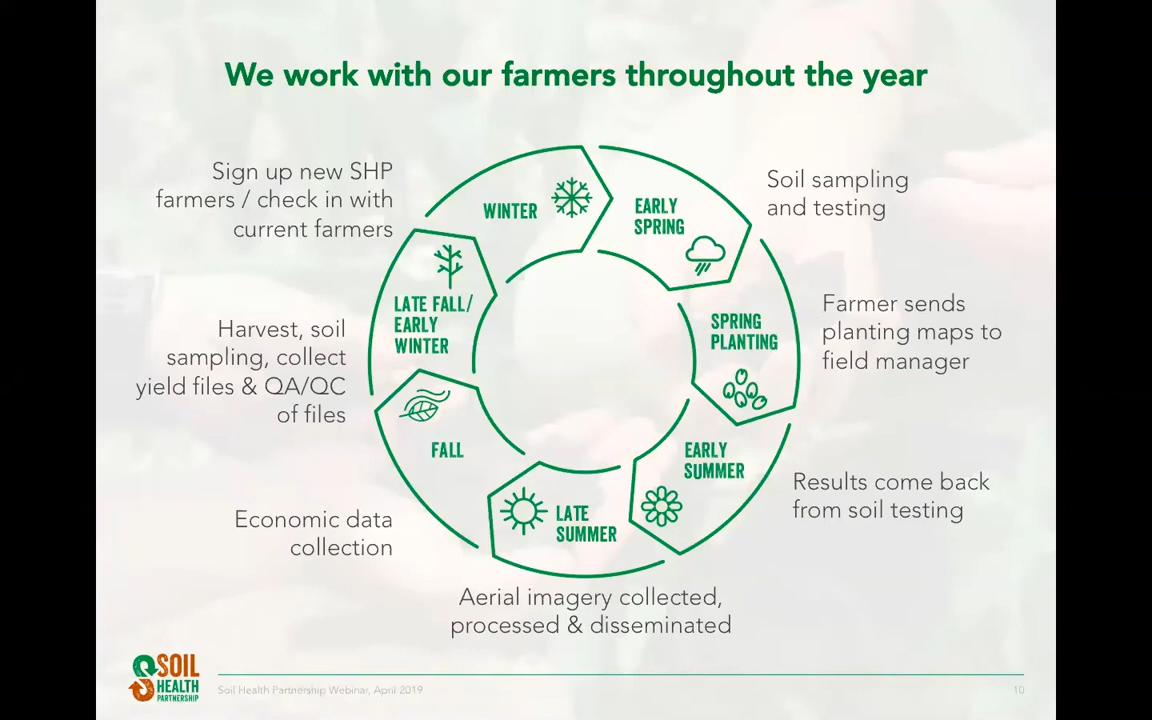 We work with our farmers throughout the year
Sign up new SHP
farmers / check in with
current farmers
WINTER
EARLY
SPRING
Soil sampling
and testing
LATE FALL/
EARLY
WINTER
SPRING
PLANTING
Farmer sends
planting maps to
field manager
Harvest, soil
sampling, collect
yield files & QA/QC
of files
FALL
EARLY
SUMMER
Results come back
from soil testing
LATE
SUMMER
Economic data
collection
Aerial imagery collected,
processed & disseminated
SOIL
HEALTH
PARTNERSHIP
Soil Health Partnership Webinar, April 2019
10